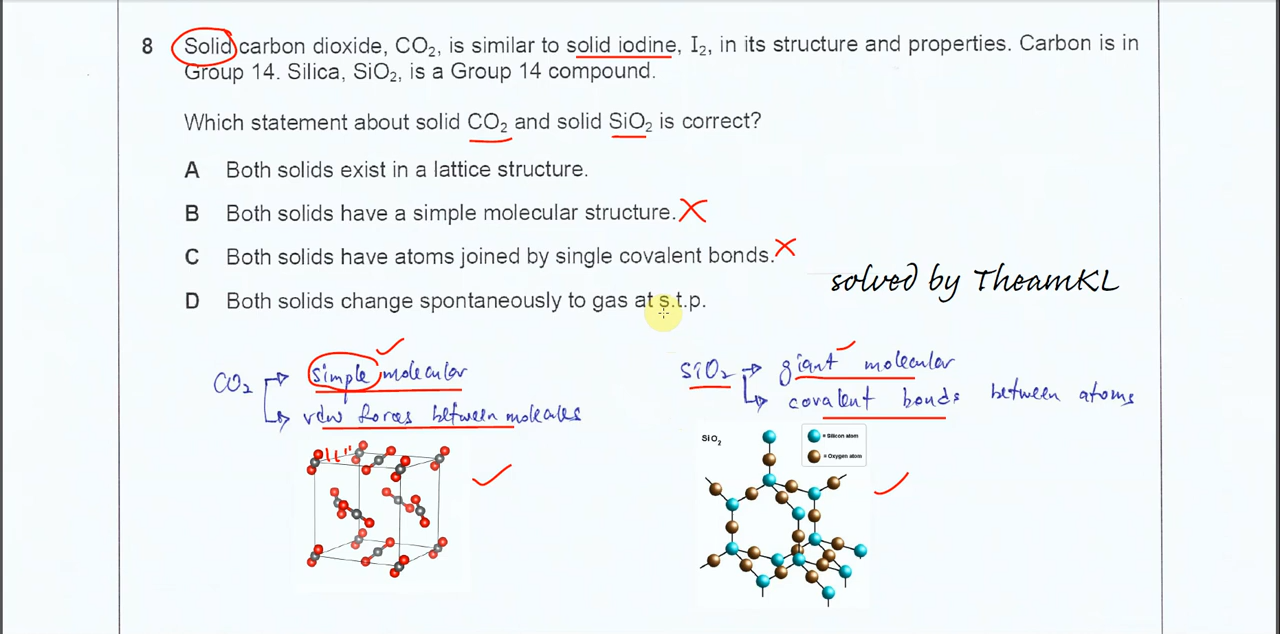 8 Solid carbon dioxide, CO₂, is similar to solid iodine, I₂, in its structure and properties. Carbon is in
Group 14. Silica, SiO₂, is a Group 14 compound.
Which statement about solid CO₂ and solid SiO₂ is correct?
A Both solids exist in a lattice structure.
B Both solids have a simple molecular structure.
C Both solids have atoms joined by single covalent bonds.
solved by TheamKL
D Both solids change spontaneously to gas at s.t.p.
CO₂ → simple molecular
↳ vdw forces between molecules
SiO₂ → giant molecular
↳ covalent bonds between atoms
SiO₂
= Silicon atom
= Oxygen atom